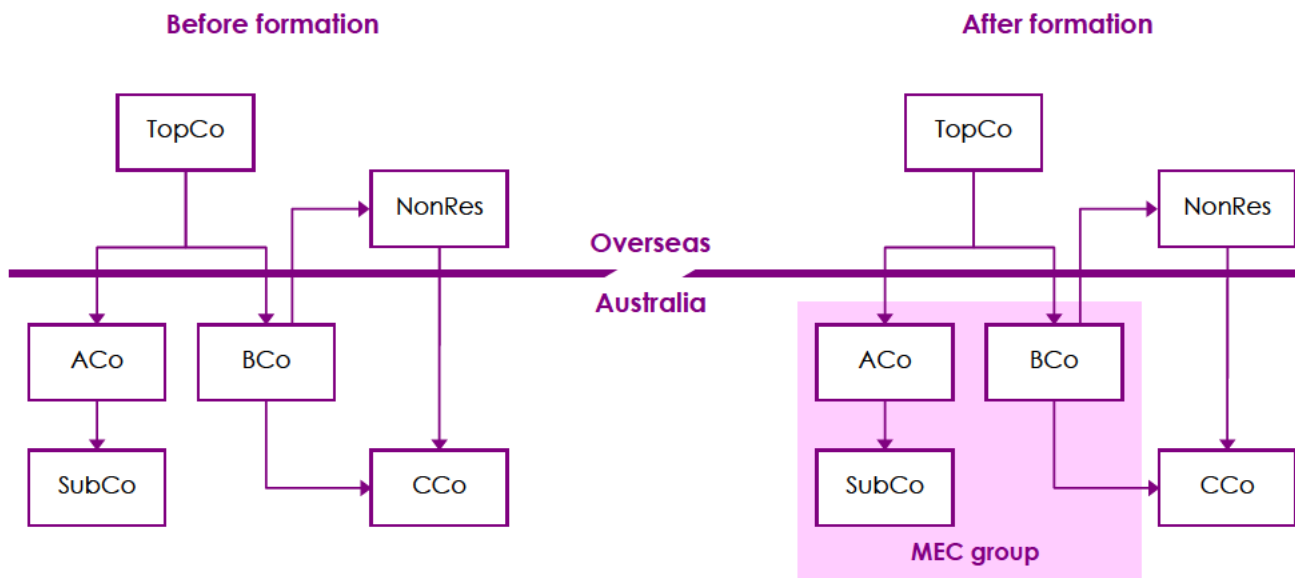 Before formation
After formation
TopCo
TopCo
NonRes
NonRes
Overseas
Australia
ACo
BCo
ACo
BCo
SubCo
CCo
SubCo
CCo
MEC group